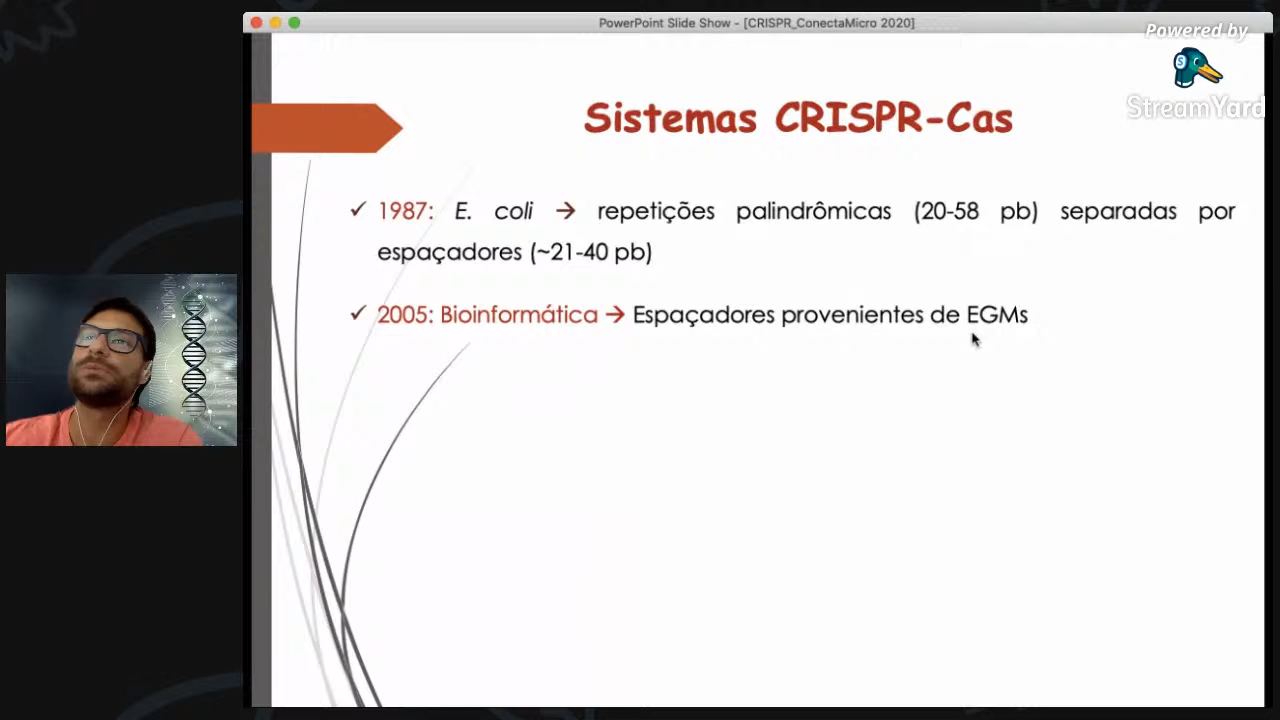 PowerPoint Slide Show - [CRISPR_ConectaMicro 2020]
Powered by
S
StreamYard
Sistemas CRISPR-Cas
✓ 1987: E. coli → repetições palindrômicas (20-58 pb) separadas por
espaçadores (~21-40 pb)
✓ 2005: Bioinformática → Espaçadores provenientes de EGMs